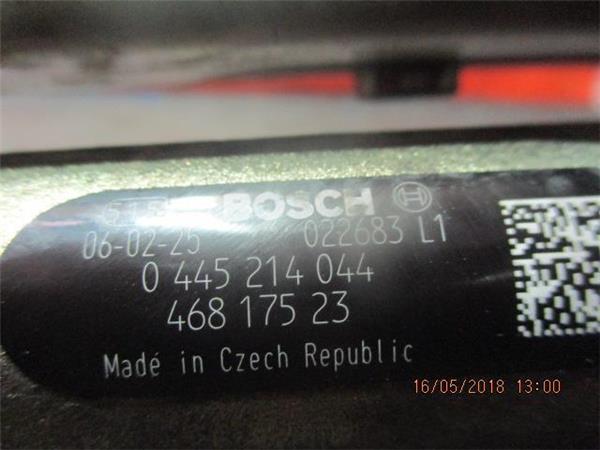 BOSCH
06-02-25 022683 L1
0 445 214 044
468 175 23
Made in Czech Republic
16/05/2018 13:00